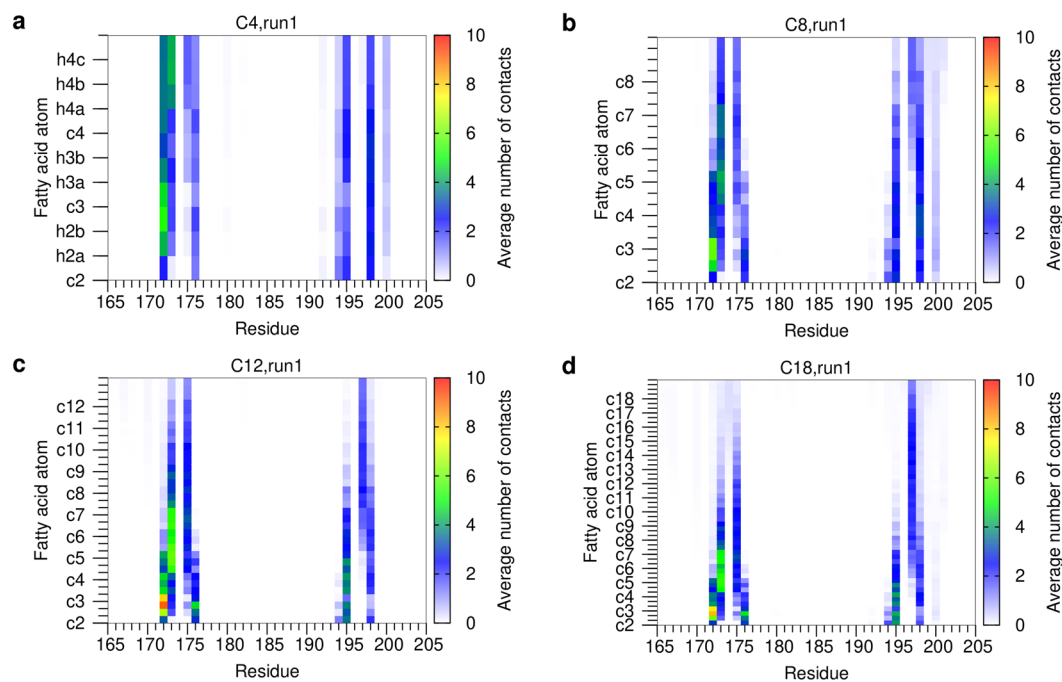 a
C4,run1
h4c
h4b
h4a
c4
h3b
h3a
c3
h2b
h2a
c2
Fatty acid atom
165 170 175 180 185 190 195 200 205
Residue
10
8
6
4
2
0
Average number of contacts
b
C8,run1
c8
c7
c6
c5
c4
c3
c2
Fatty acid atom
165 170 175 180 185 190 195 200 205
Residue
10
8
6
4
2
0
Average number of contacts
c
C12,run1
c12
c11
c10
c9
c8
c7
c6
c5
c4
c3
c2
Fatty acid atom
165 170 175 180 185 190 195 200 205
Residue
10
8
6
4
2
0
Average number of contacts
d
C18,run1
c18
c17
c16
c15
c14
c13
c12
c11
c10
c9
c8
c7
c6
c5
c4
c3
c2
Fatty acid atom
165 170 175 180 185 190 195 200 205
Residue
10
8
6
4
2
0
Average number of contacts